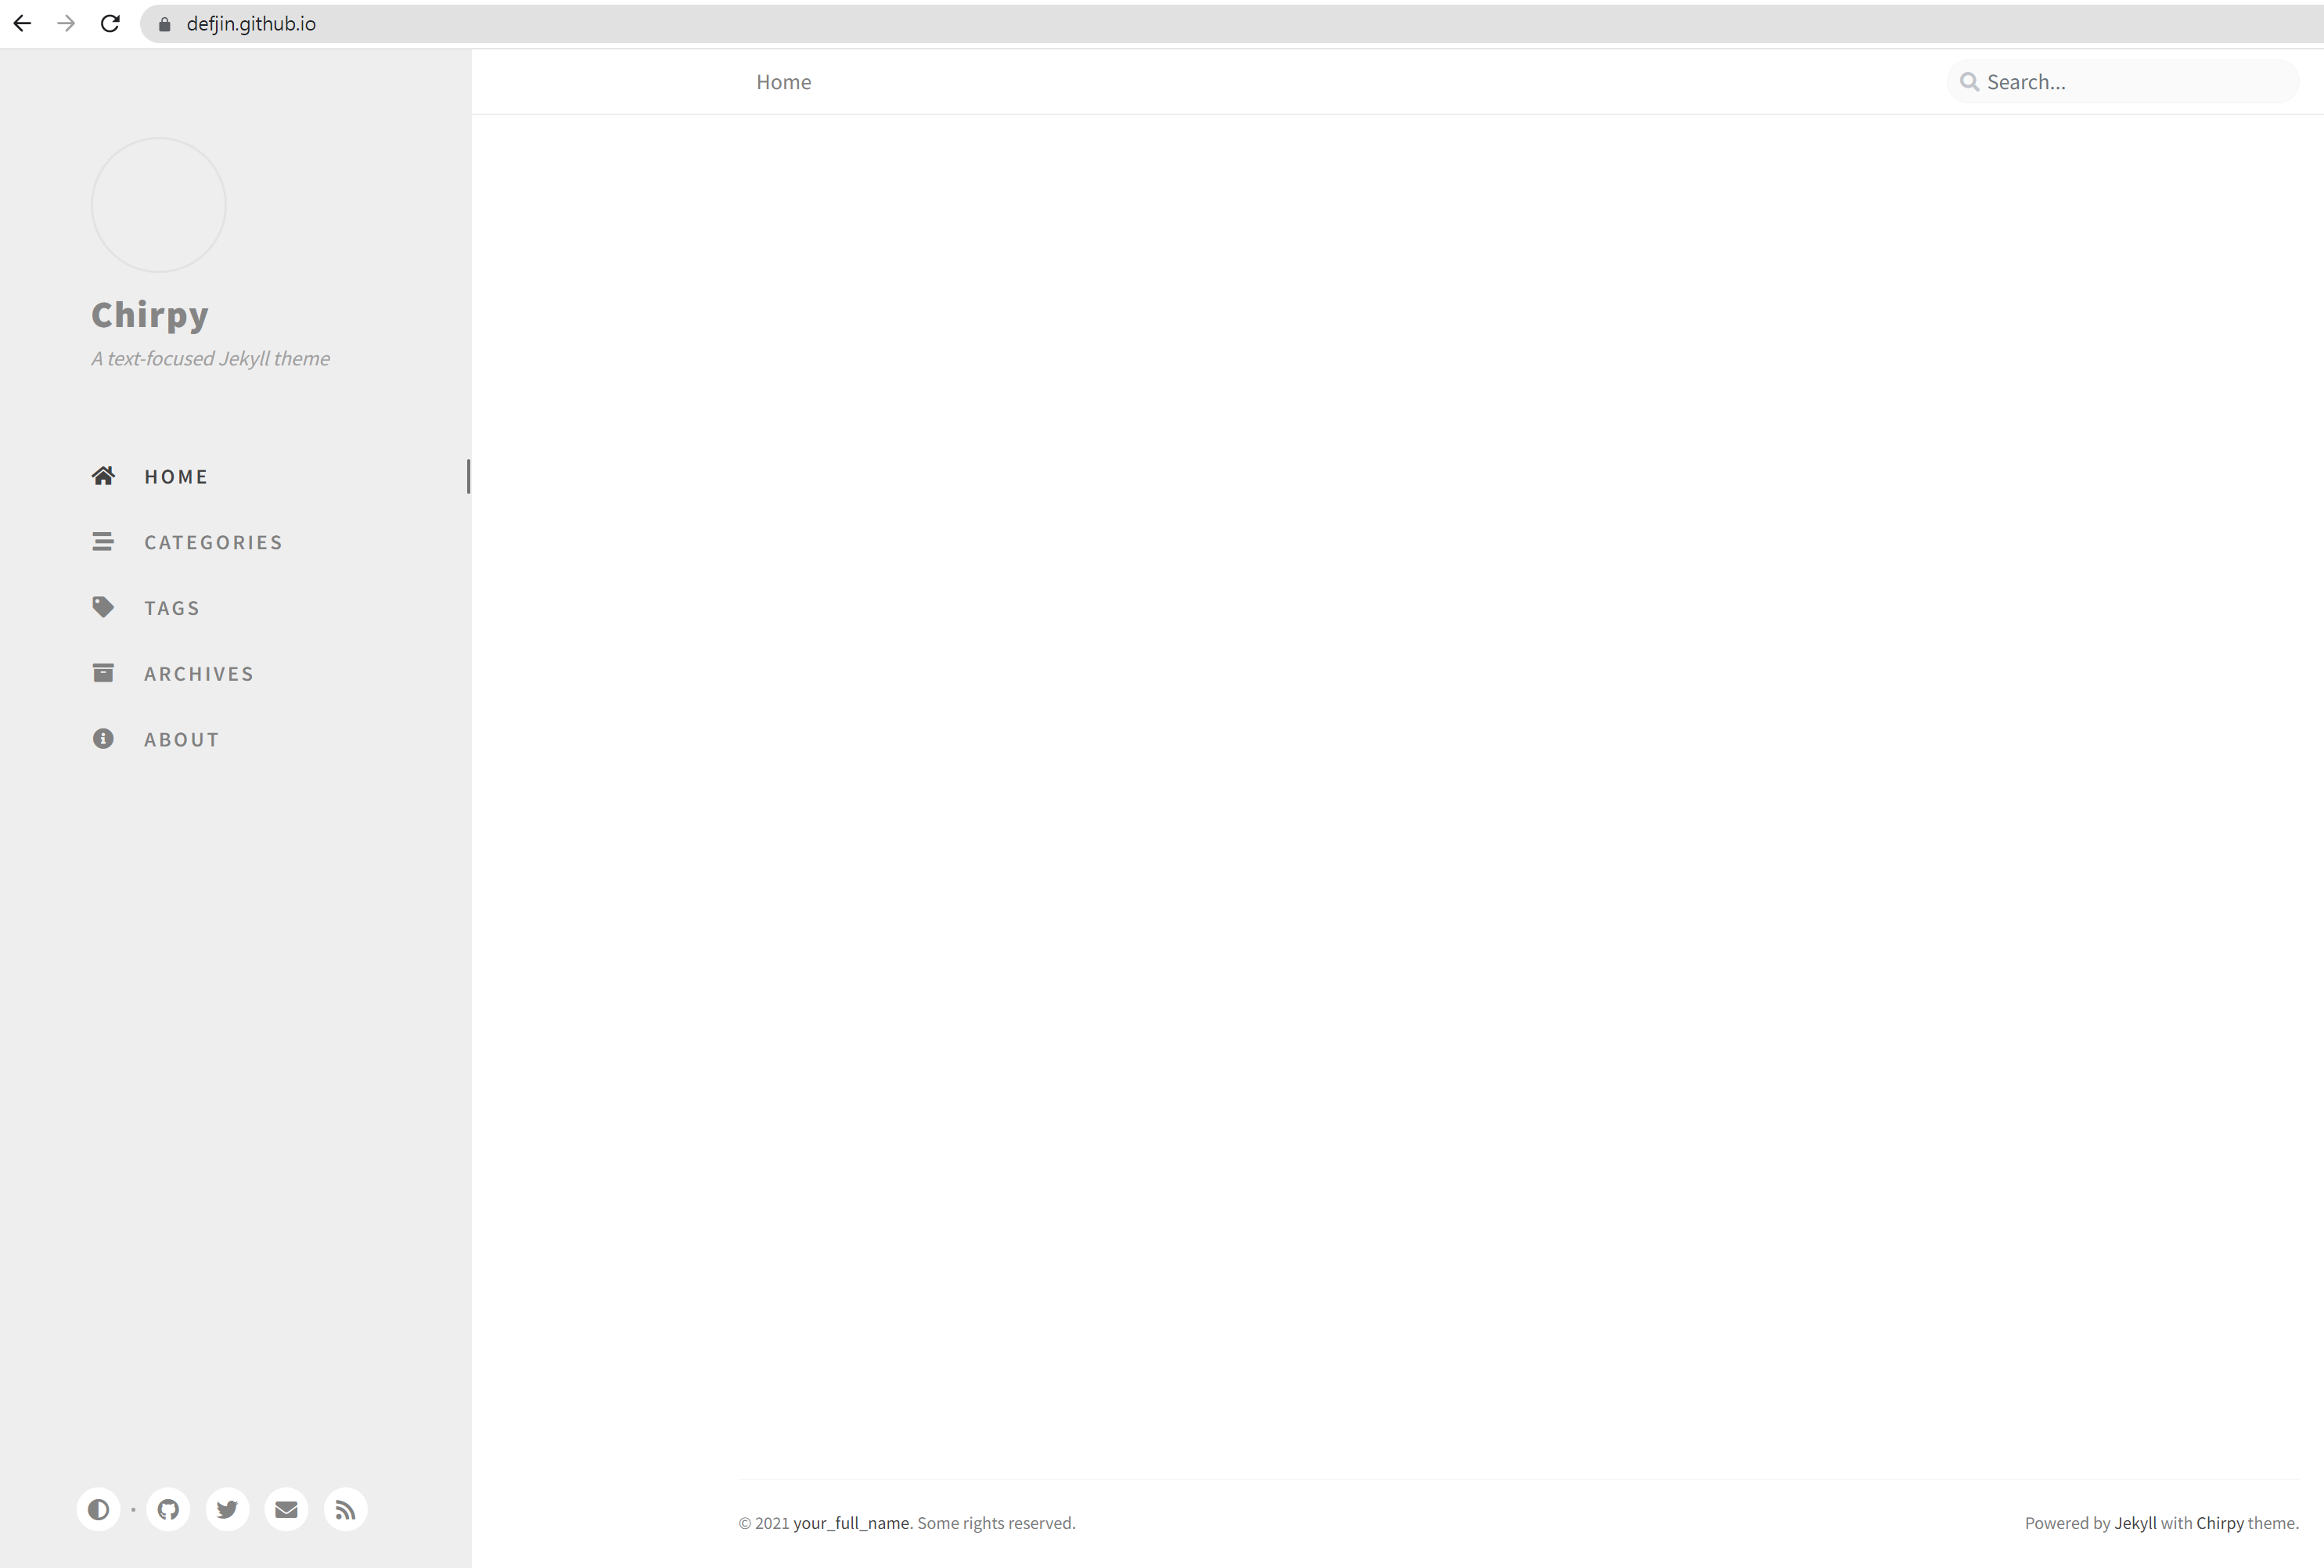 defjin.github.io
Home
Search...
Chirpy
A text-focused Jekyll theme
HOME
CATEGORIES
TAGS
ARCHIVES
ABOUT
© 2021 your_full_name. Some rights reserved.
Powered by Jekyll with Chirpy theme.